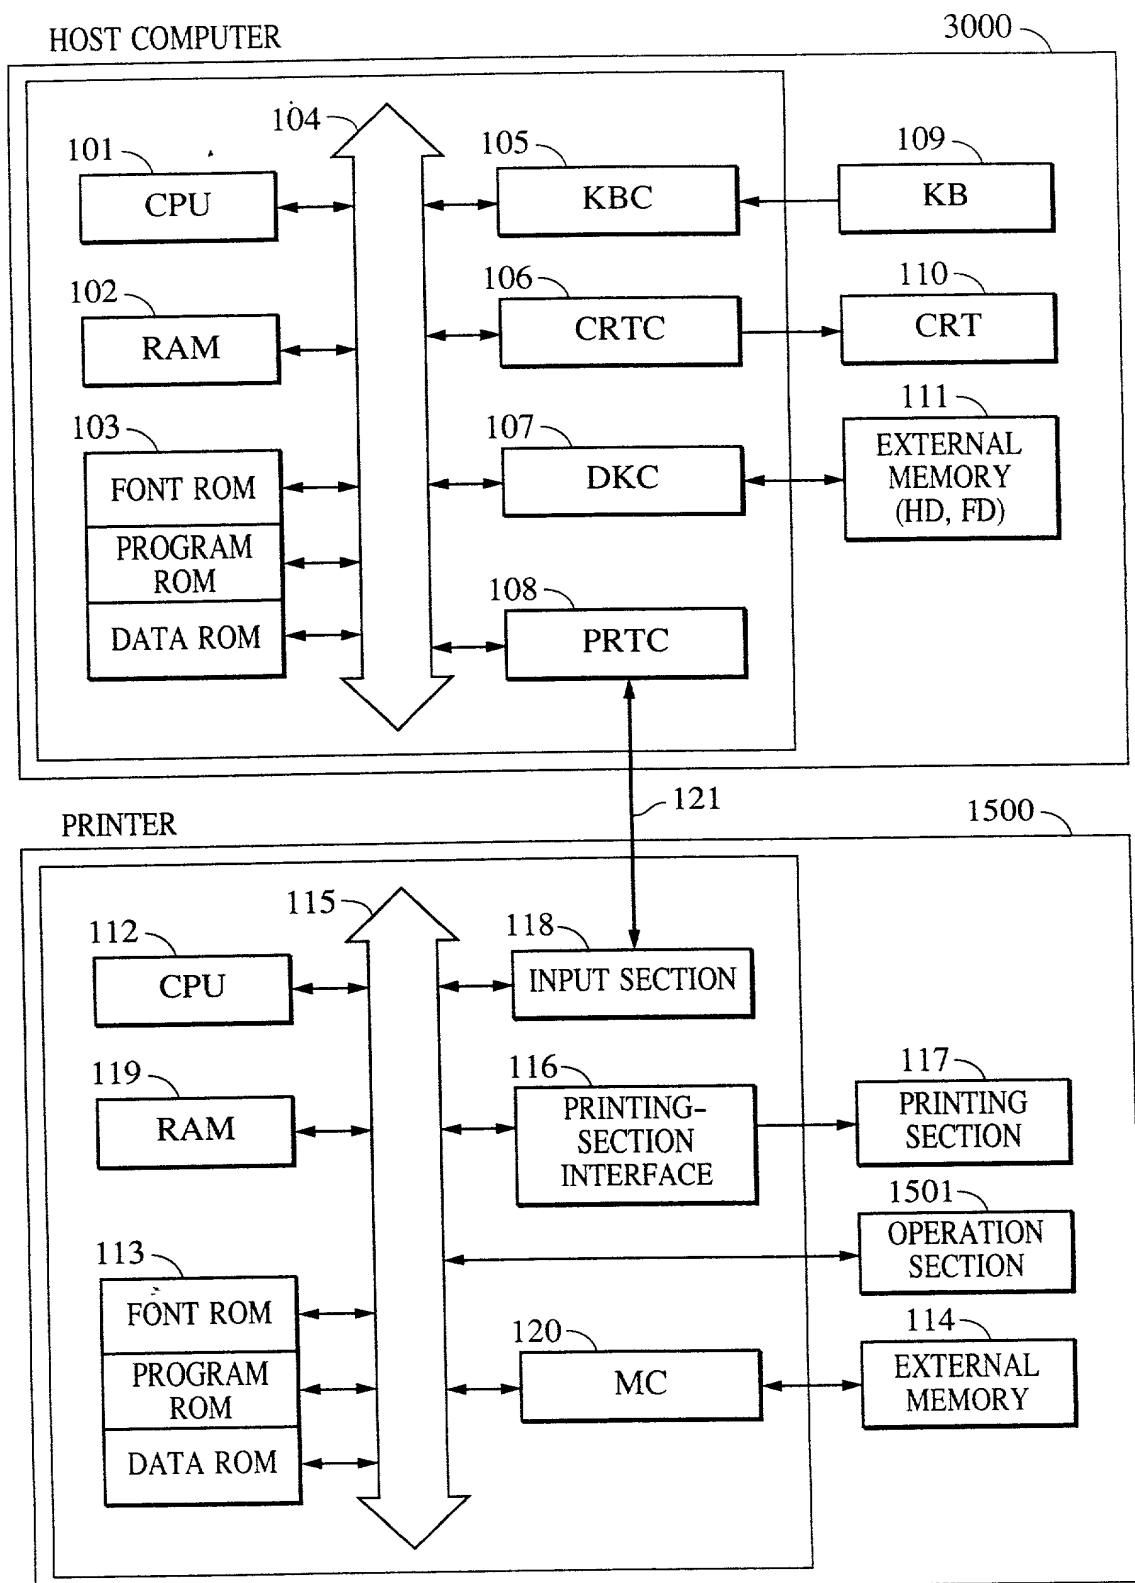 HOST COMPUTER
3000
104
101
CPU
105
KBC
109
KB
102
RAM
106
CRTC
110
CRT
103
FONT ROM
PROGRAM
ROM
DATA ROM
107
DKC
111
EXTERNAL
MEMORY
(HD, FD)
108
PRTC
121
PRINTER
1500
115
112
CPU
118
INPUT SECTION
119
RAM
116
PRINTING-
SECTION
INTERFACE
117
PRINTING
SECTION
1501
OPERATION
SECTION
113
FONT ROM
PROGRAM
ROM
DATA ROM
120
MC
114
EXTERNAL
MEMORY